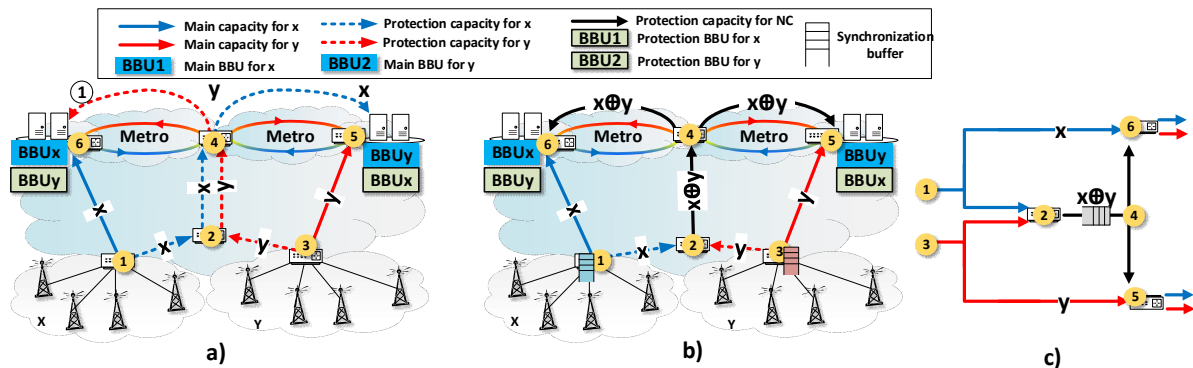 Main capacity for x
Protection capacity for x
Protection capacity for NC
Main capacity for y
Protection capacity for y
BBU1 Protection BBU for x
Synchronization
buffer
BBU1 Main BBU for x
BBU2 Main BBU for y
BBU2 Protection BBU for y
1
y
x
6
Metro
4
Metro
5
BBUx
BBUy
BBUy
BBUx
x
x
y
y
x
2
y
1
3
X
Y
a)
x⊕y
x⊕y
6
Metro
4
Metro
5
BBUx
BBUy
BBUy
BBUx
x
x⊕y
y
x
2
y
1
3
X
Y
b)
x
6
1
x⊕y
2
4
3
y
5
c)